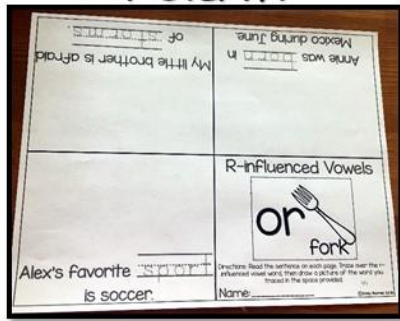 My little brother is afraid
of storms.
Annie was born in
Mexico during June.
Alex's favorite sport
is soccer.
R-Influenced Vowels
or
fork
Directions: Read the sentence on each page. Trace over the r-
influenced vowel word, then draw a picture of the word you
traced in the space provided.
Name: